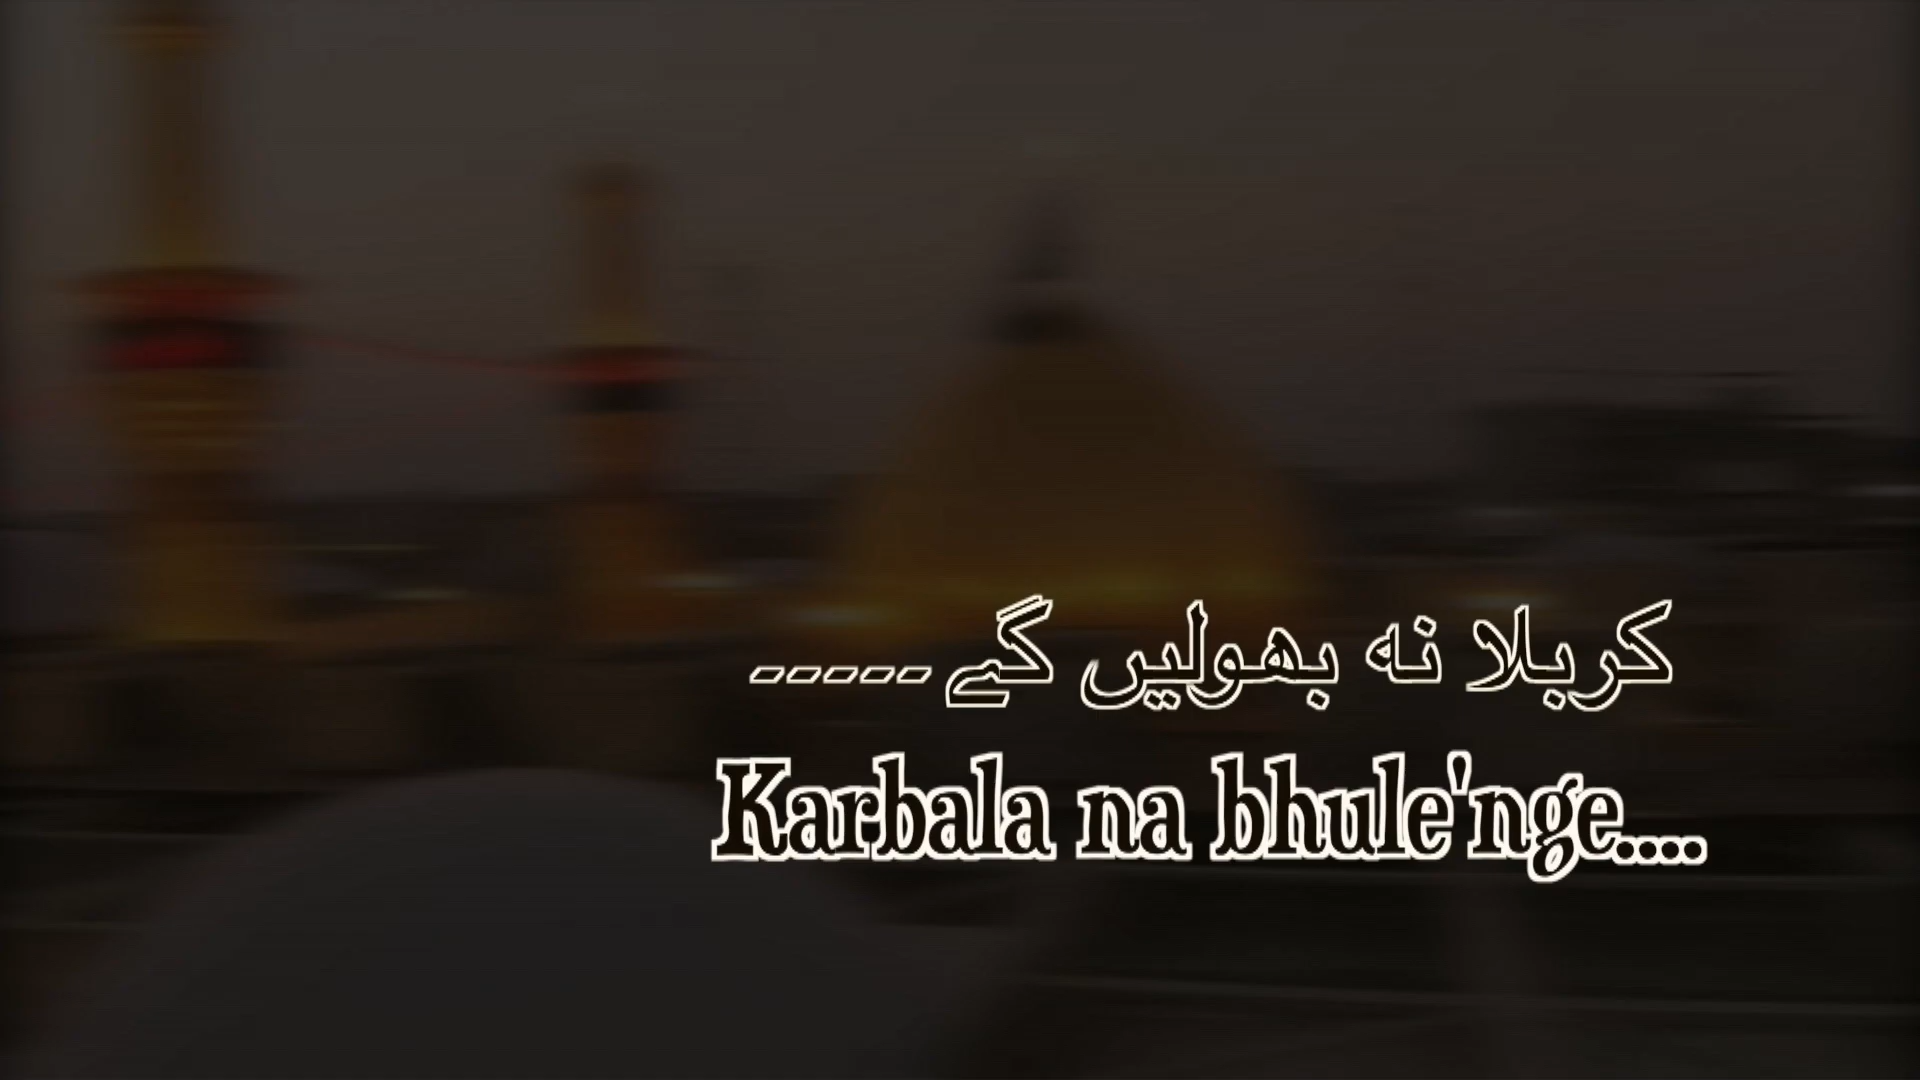 کربلا نہ بھولیں گے-----
Karbala na bhule'nge....